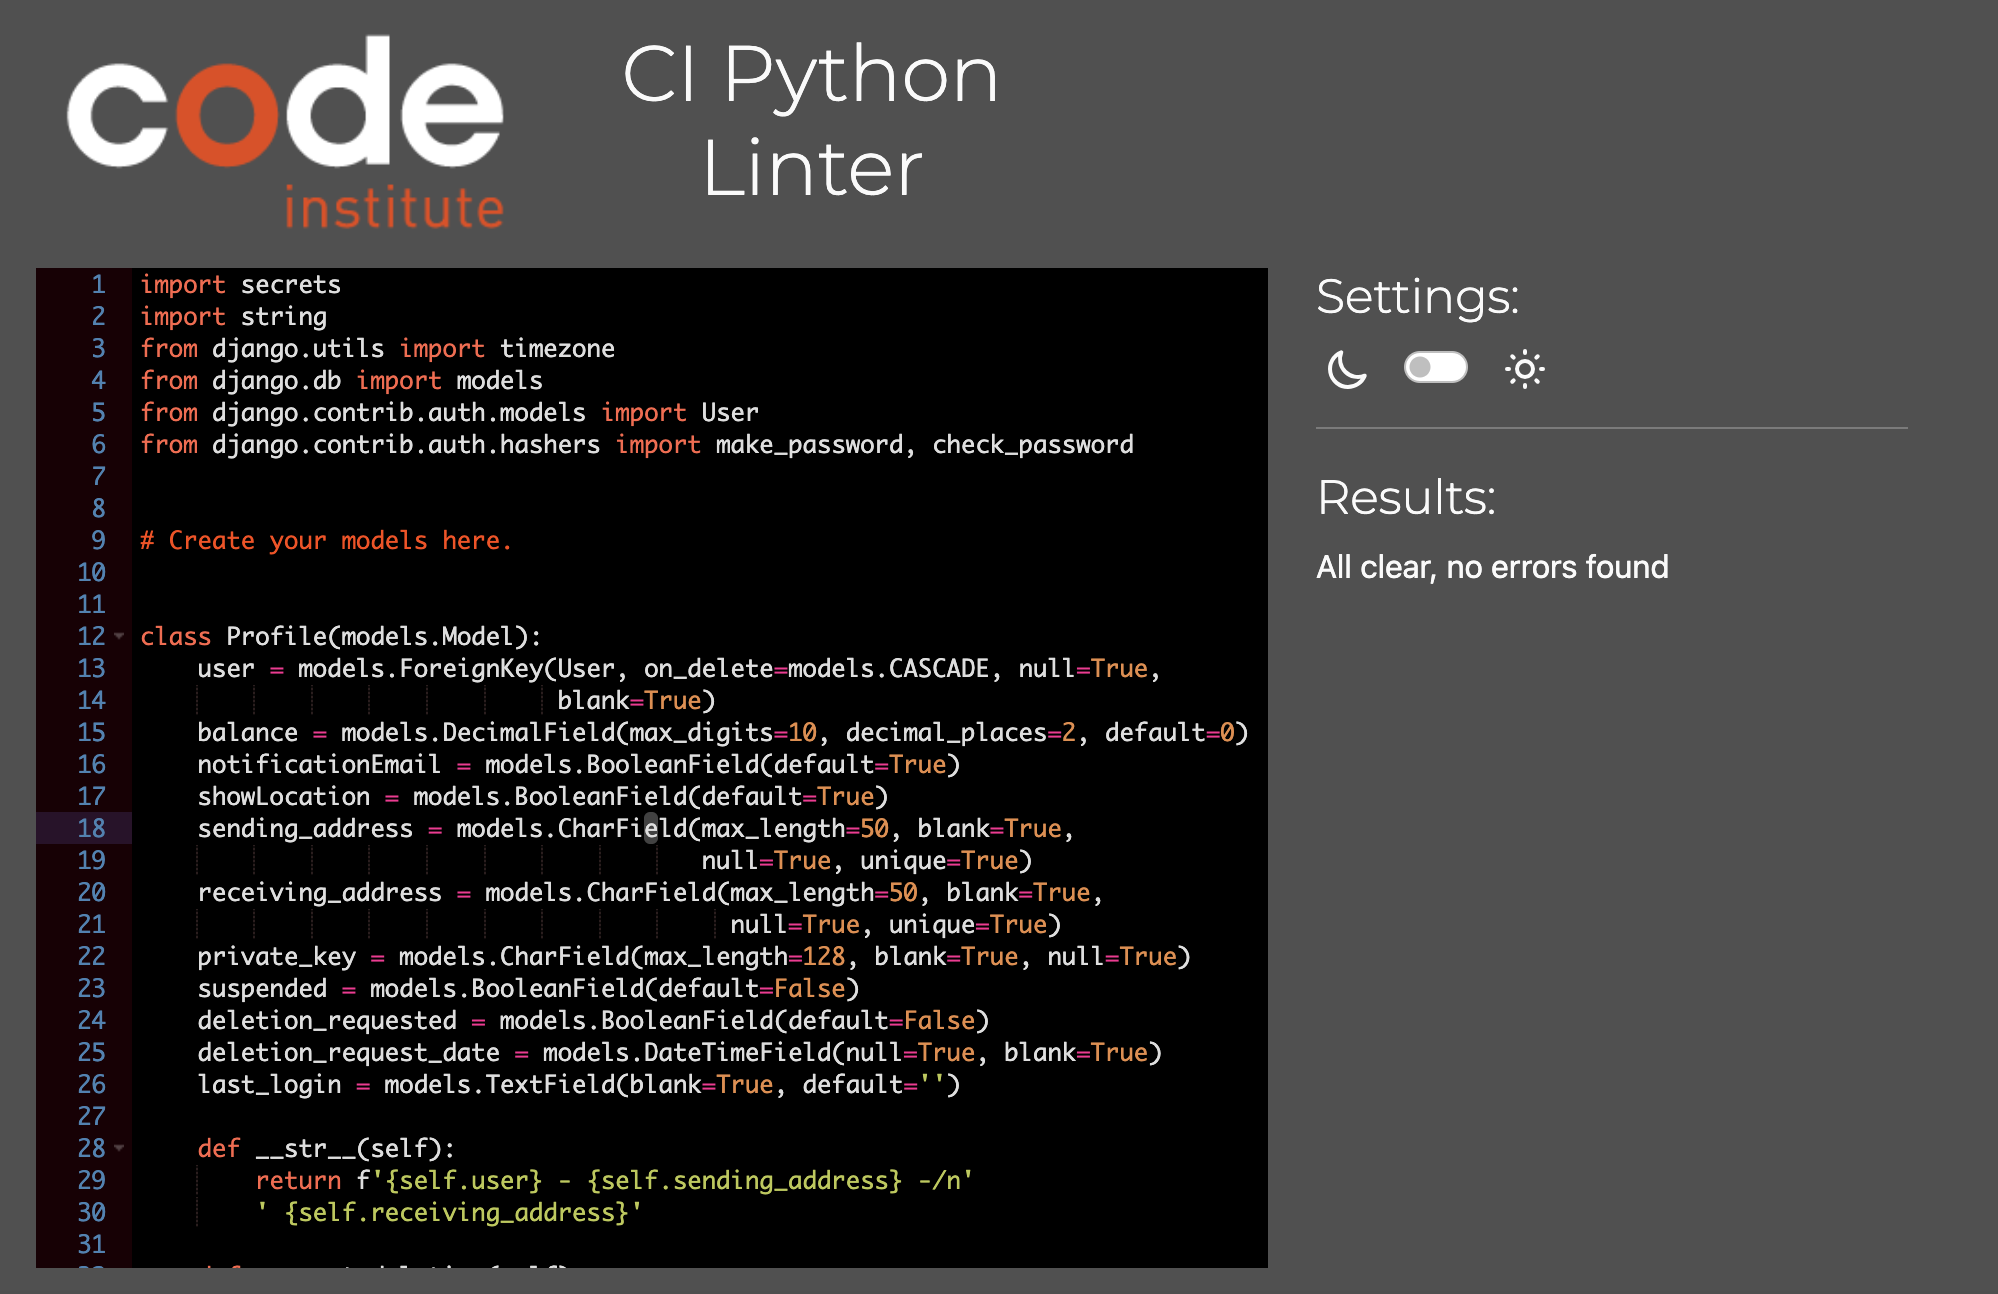 code
institute
CI Python
Linter
1 import secrets
2 import string
3 from django.utils import timezone
4 from django.db import models
5 from django.contrib.auth.models import User
6 from django.contrib.auth.hashers import make_password, check_password
7
8
9 # Create your models here.
10
11
12 class Profile(models.Model):
13     user = models.ForeignKey(User, on_delete=models.CASCADE, null=True,
14                              blank=True)
15     balance = models.DecimalField(max_digits=10, decimal_places=2, default=0)
16     notificationEmail = models.BooleanField(default=True)
17     showLocation = models.BooleanField(default=True)
18     sending_address = models.CharField(max_length=50, blank=True,
19                                        null=True, unique=True)
20     receiving_address = models.CharField(max_length=50, blank=True,
21                                          null=True, unique=True)
22     private_key = models.CharField(max_length=128, blank=True, null=True)
23     suspended = models.BooleanField(default=False)
24     deletion_requested = models.BooleanField(default=False)
25     deletion_request_date = models.DateTimeField(null=True, blank=True)
26     last_login = models.TextField(blank=True, default='')
27
28     def __str__(self):
29         return f'{self.user} - {self.sending_address} -/n'
30         ' {self.receiving_address}'
31
Settings:
Results:
All clear, no errors found